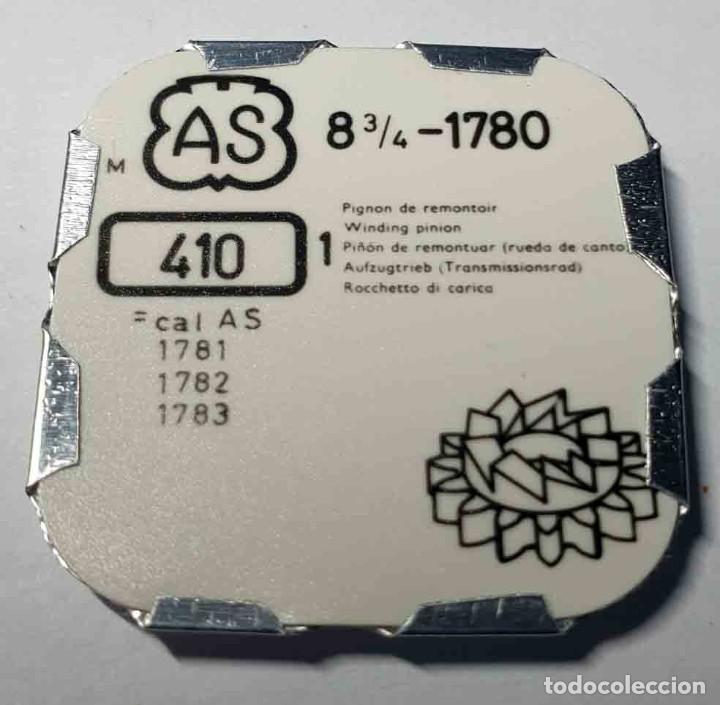 AS 8 3/4 - 1780
M
410 1
Pignon de remontoir
Winding pinion
Piñón de remontuar (rueda de canto
Aufzugtrieb (Transmissionsrad)
Rocchetto di carica
= cal AS
1781
1782
1783
todocoleccion